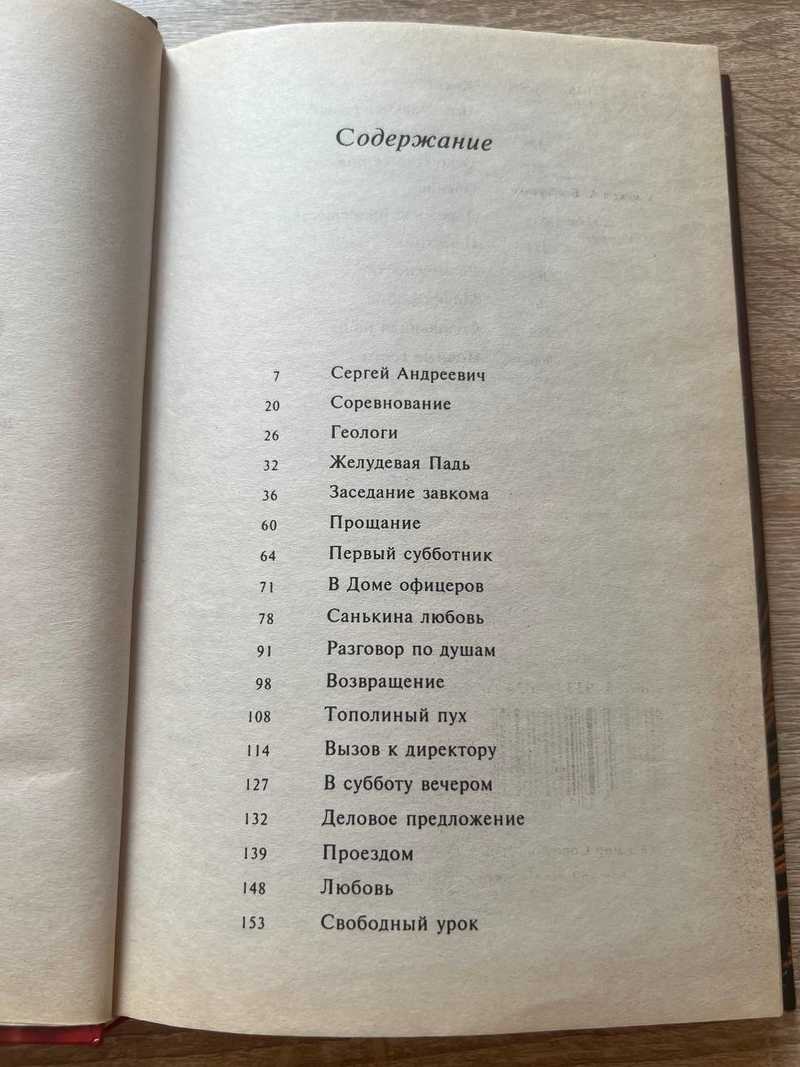 Содержание
7 Сергей Андреевич
20 Соревнование
26 Геологи
32 Желудевая Падь
36 Заседание завкома
60 Прощание
64 Первый субботник
71 В Доме офицеров
78 Санькина любовь
91 Разговор по душам
98 Возвращение
108 Тополиный пух
114 Вызов к директору
127 В субботу вечером
132 Деловое предложение
139 Проездом
148 Любовь
153 Свободный урок